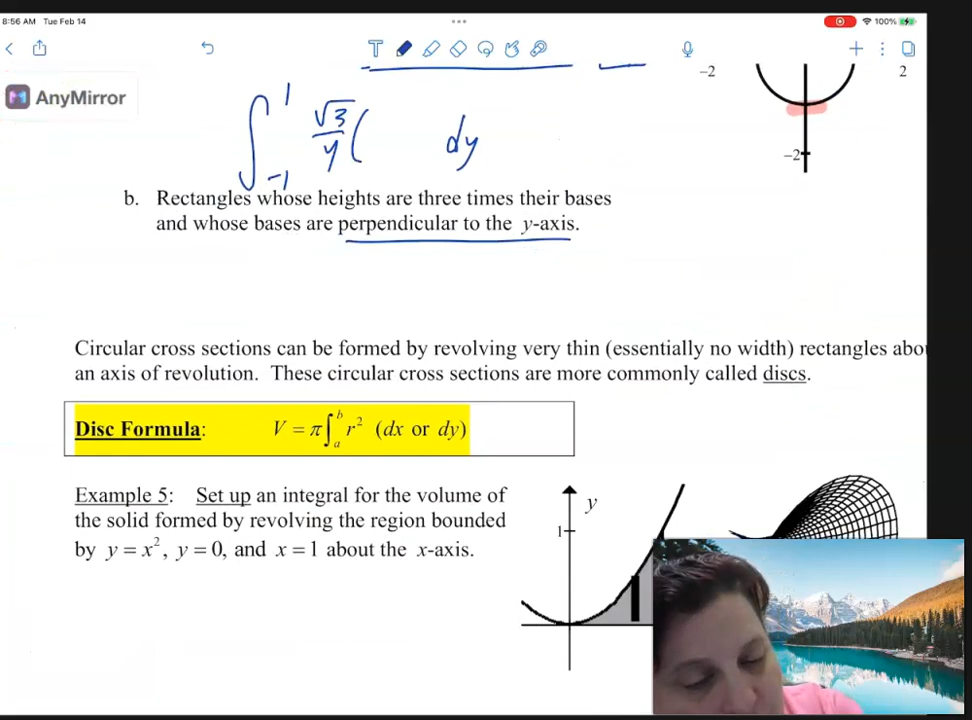 8:56 AM Tue Feb 14
100%
T
AnyMirror
−2
2
−2
∫₋₁¹ √3/y ( dy
b. Rectangles whose heights are three times their bases
and whose bases are perpendicular to the y-axis.
Circular cross sections can be formed by revolving very thin (essentially no width) rectangles abo
an axis of revolution. These circular cross sections are more commonly called discs.
Disc Formula: V = π∫ₐᵇ r² (dx or dy)
Example 5: Set up an integral for the volume of
the solid formed by revolving the region bounded
by y = x², y = 0, and x = 1 about the x-axis.
y
1